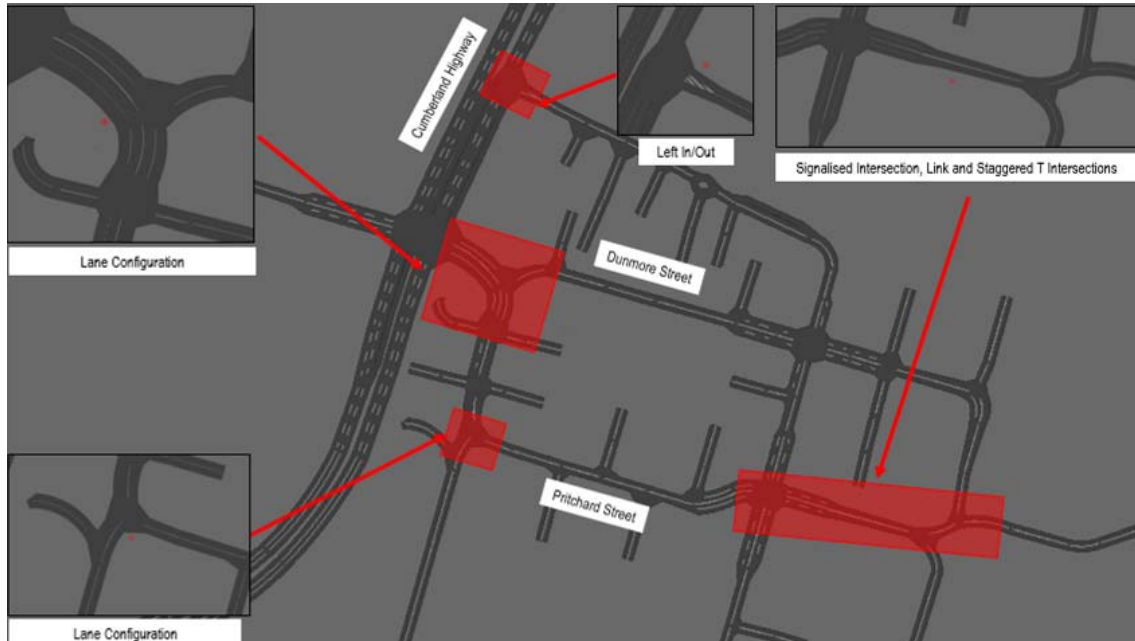 Cumberland Highway
Left In/Out
Signalised Intersection, Link and Staggered T Intersections
Lane Configuration
Dunmore Street
Pritchard Street
Lane Configuration